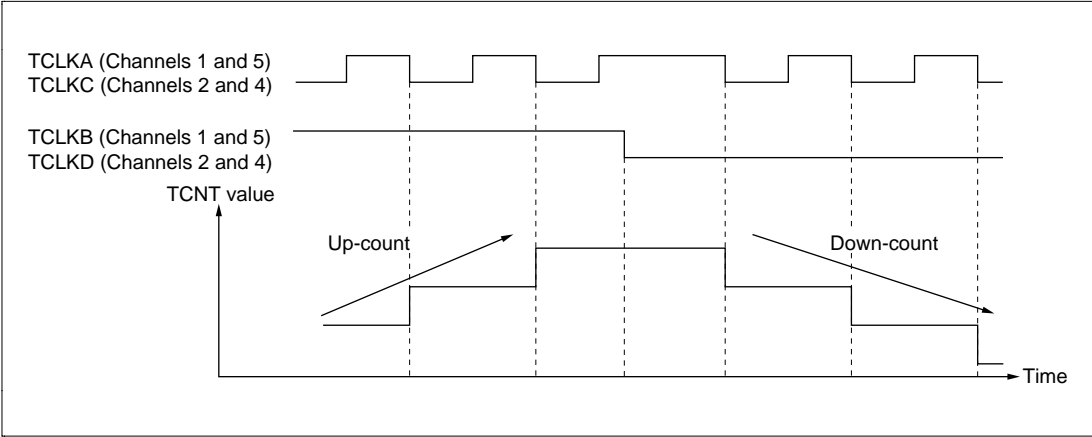 TCLKA (Channels 1 and 5)
TCLKC (Channels 2 and 4)
TCLKB (Channels 1 and 5)
TCLKD (Channels 2 and 4)
TCNT value
Up-count
Down-count
Time